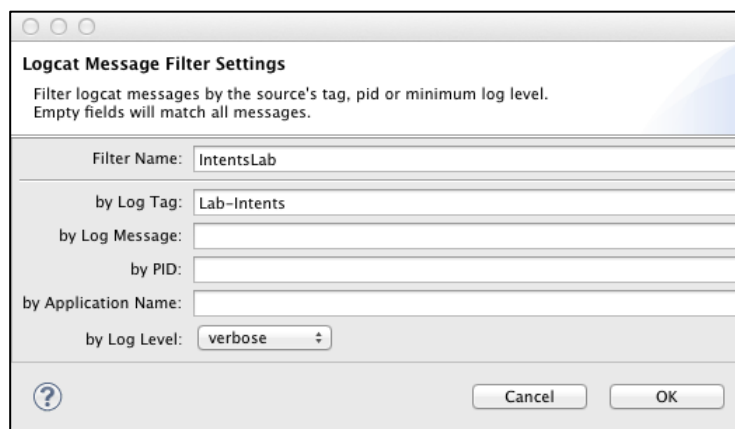 Logcat Message Filter Settings
Filter logcat messages by the source's tag, pid or minimum log level.
Empty fields will match all messages.
Filter Name: IntentsLab
by Log Tag: Lab-Intents
by Log Message:
by PID:
by Application Name:
by Log Level: verbose
? Cancel OK